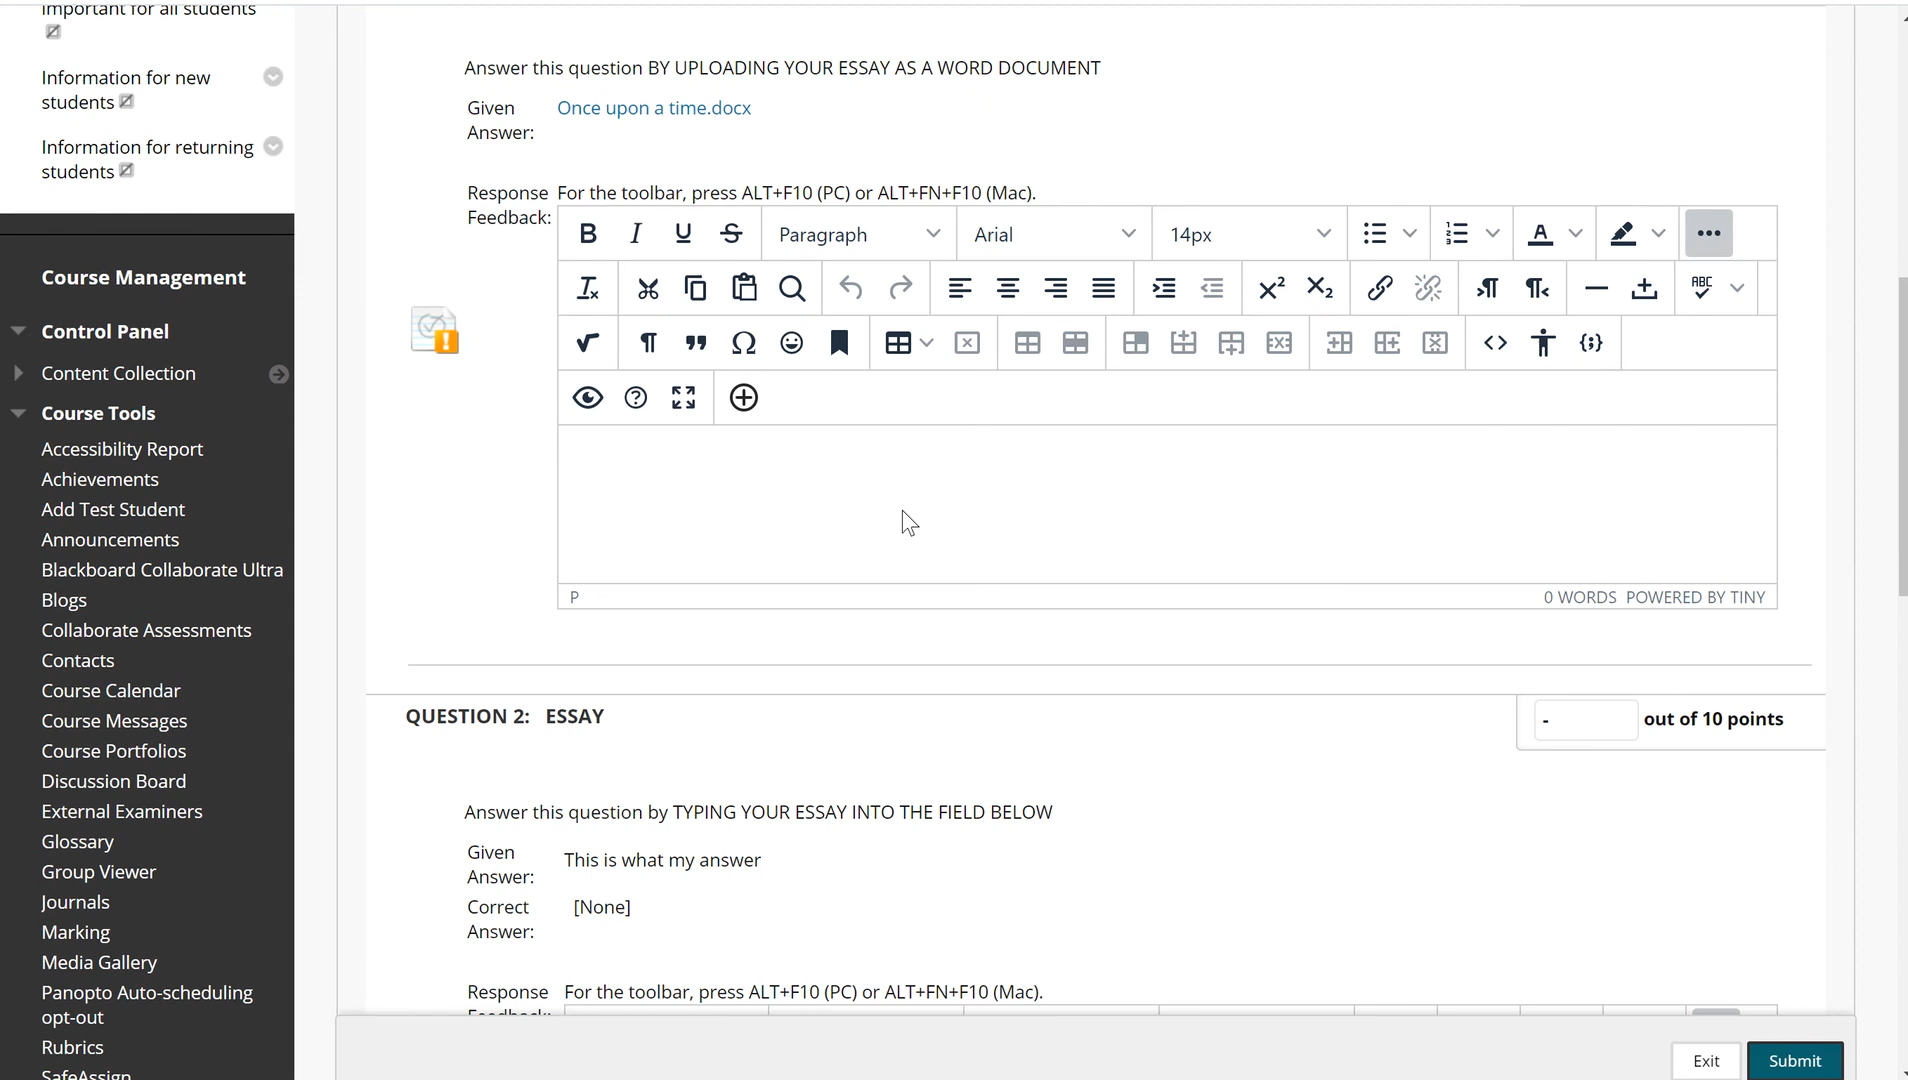 important for all students
Information for new
students
Information for returning
students
Course Management
Control Panel
Content Collection
Course Tools
Accessibility Report
Achievements
Add Test Student
Announcements
Blackboard Collaborate Ultra
Blogs
Collaborate Assessments
Contacts
Course Calendar
Course Messages
Course Portfolios
Discussion Board
External Examiners
Glossary
Group Viewer
Journals
Marking
Media Gallery
Panopto Auto-scheduling
opt-out
Rubrics
SafeAssign
Answer this question BY UPLOADING YOUR ESSAY AS A WORD DOCUMENT
Given
Answer:
Once upon a time.docx
Response
Feedback:
For the toolbar, press ALT+F10 (PC) or ALT+FN+F10 (Mac).
Paragraph
Arial
14px
P
0 WORDS POWERED BY TINY
QUESTION 2: ESSAY
-
out of 10 points
Answer this question by TYPING YOUR ESSAY INTO THE FIELD BELOW
Given
Answer:
This is what my answer
Correct
Answer:
[None]
Response
Feedback:
For the toolbar, press ALT+F10 (PC) or ALT+FN+F10 (Mac).
Exit
Submit